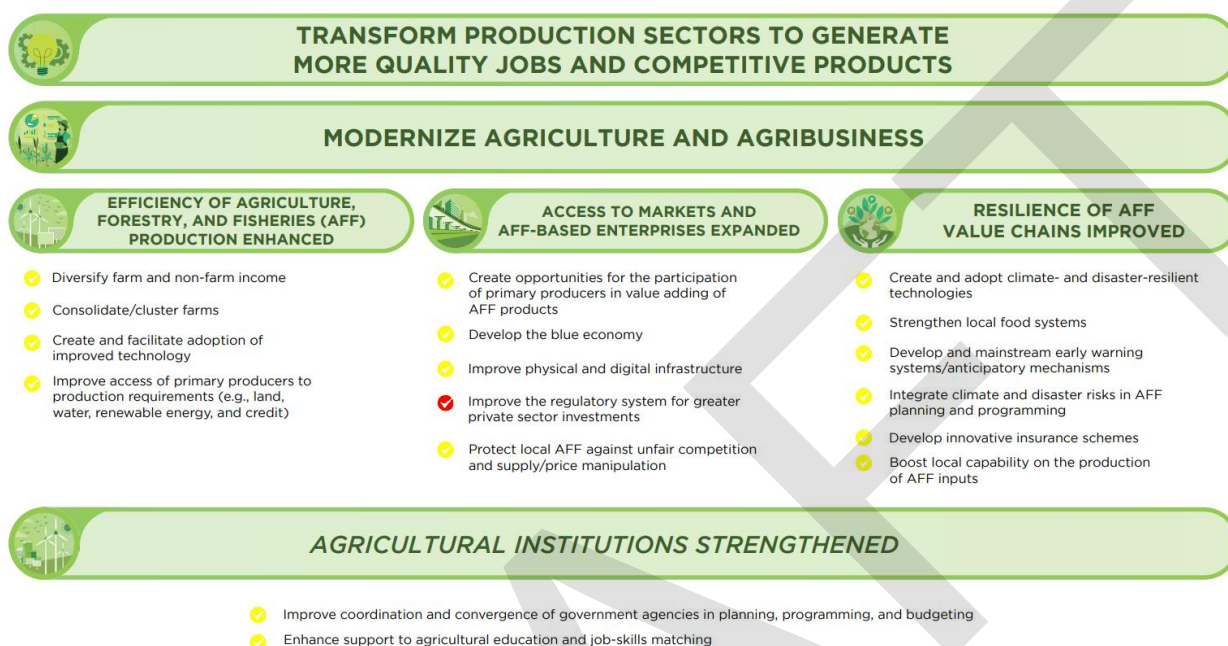 TRANSFORM PRODUCTION SECTORS TO GENERATE
MORE QUALITY JOBS AND COMPETITIVE PRODUCTS
MODERNIZE AGRICULTURE AND AGRIBUSINESS
EFFICIENCY OF AGRICULTURE,
FORESTRY, AND FISHERIES (AFF)
PRODUCTION ENHANCED
Diversify farm and non-farm income
Consolidate/cluster farms
Create and facilitate adoption of
improved technology
Improve access of primary producers to
production requirements (e.g., land,
water, renewable energy, and credit)
ACCESS TO MARKETS AND
AFF-BASED ENTERPRISES EXPANDED
Create opportunities for the participation
of primary producers in value adding of
AFF products
Develop the blue economy
Improve physical and digital infrastructure
Improve the regulatory system for greater
private sector investments
Protect local AFF against unfair competition
and supply/price manipulation
RESILIENCE OF AFF
VALUE CHAINS IMPROVED
Create and adopt climate- and disaster-resilient
technologies
Strengthen local food systems
Develop and mainstream early warning
systems/anticipatory mechanisms
Integrate climate and disaster risks in AFF
planning and programming
Develop innovative insurance schemes
Boost local capability on the production
of AFF inputs
AGRICULTURAL INSTITUTIONS STRENGTHENED
Improve coordination and convergence of government agencies in planning, programming, and budgeting
Enhance support to agricultural education and job-skills matching